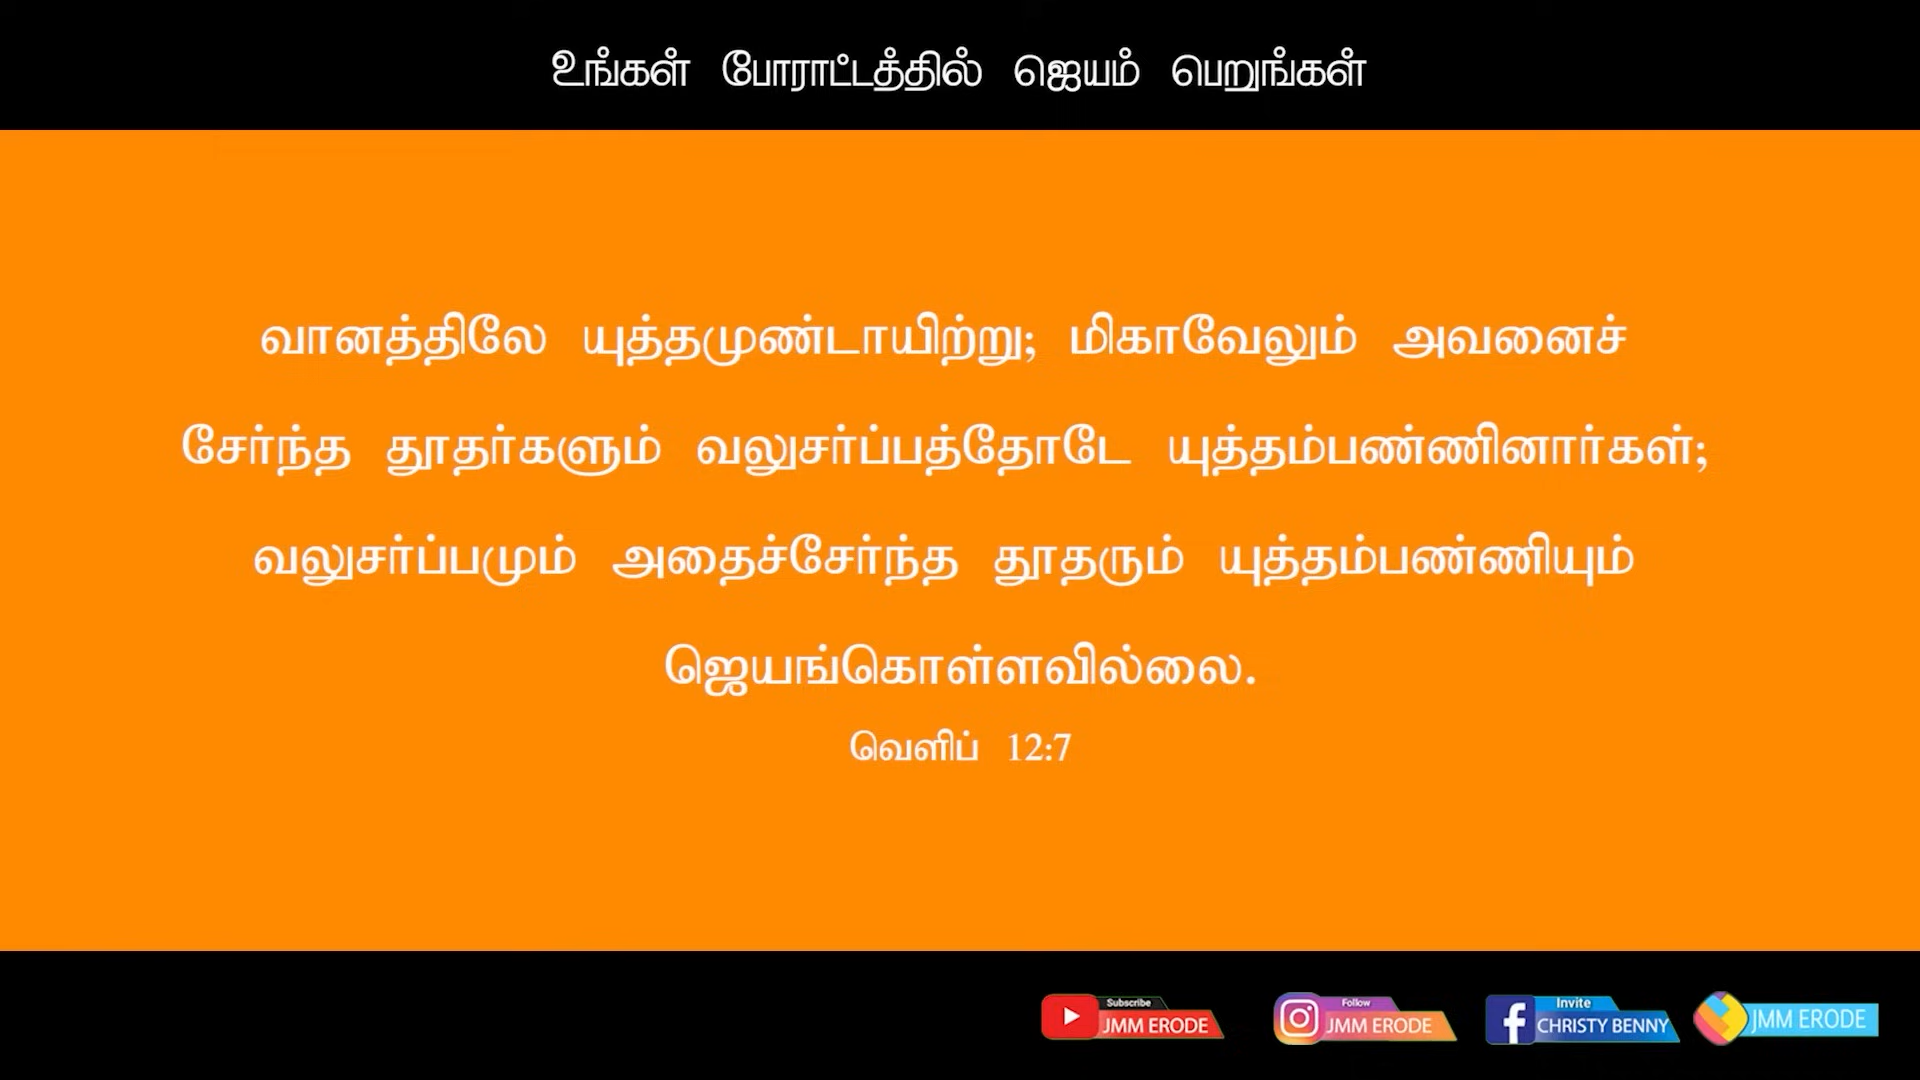 உங்கள் போராட்டத்தில் ஜெயம் பெறுங்கள்
வானத்திலே யுத்தமுண்டாயிற்று; மிகாவேலும் அவனைச்
சேர்ந்த தூதர்களும் வலுசர்ப்பத்தோடே யுத்தம்பண்ணினார்கள்;
வலுசர்ப்பமும் அதைச்சேர்ந்த தூதரும் யுத்தம்பண்ணியும்
ஜெயங்கொள்ளவில்லை.
வெளிப் 12:7
Subscribe
JMM ERODE
Follow
JMM ERODE
Invite
CHRISTY BENNY
JMM ERODE